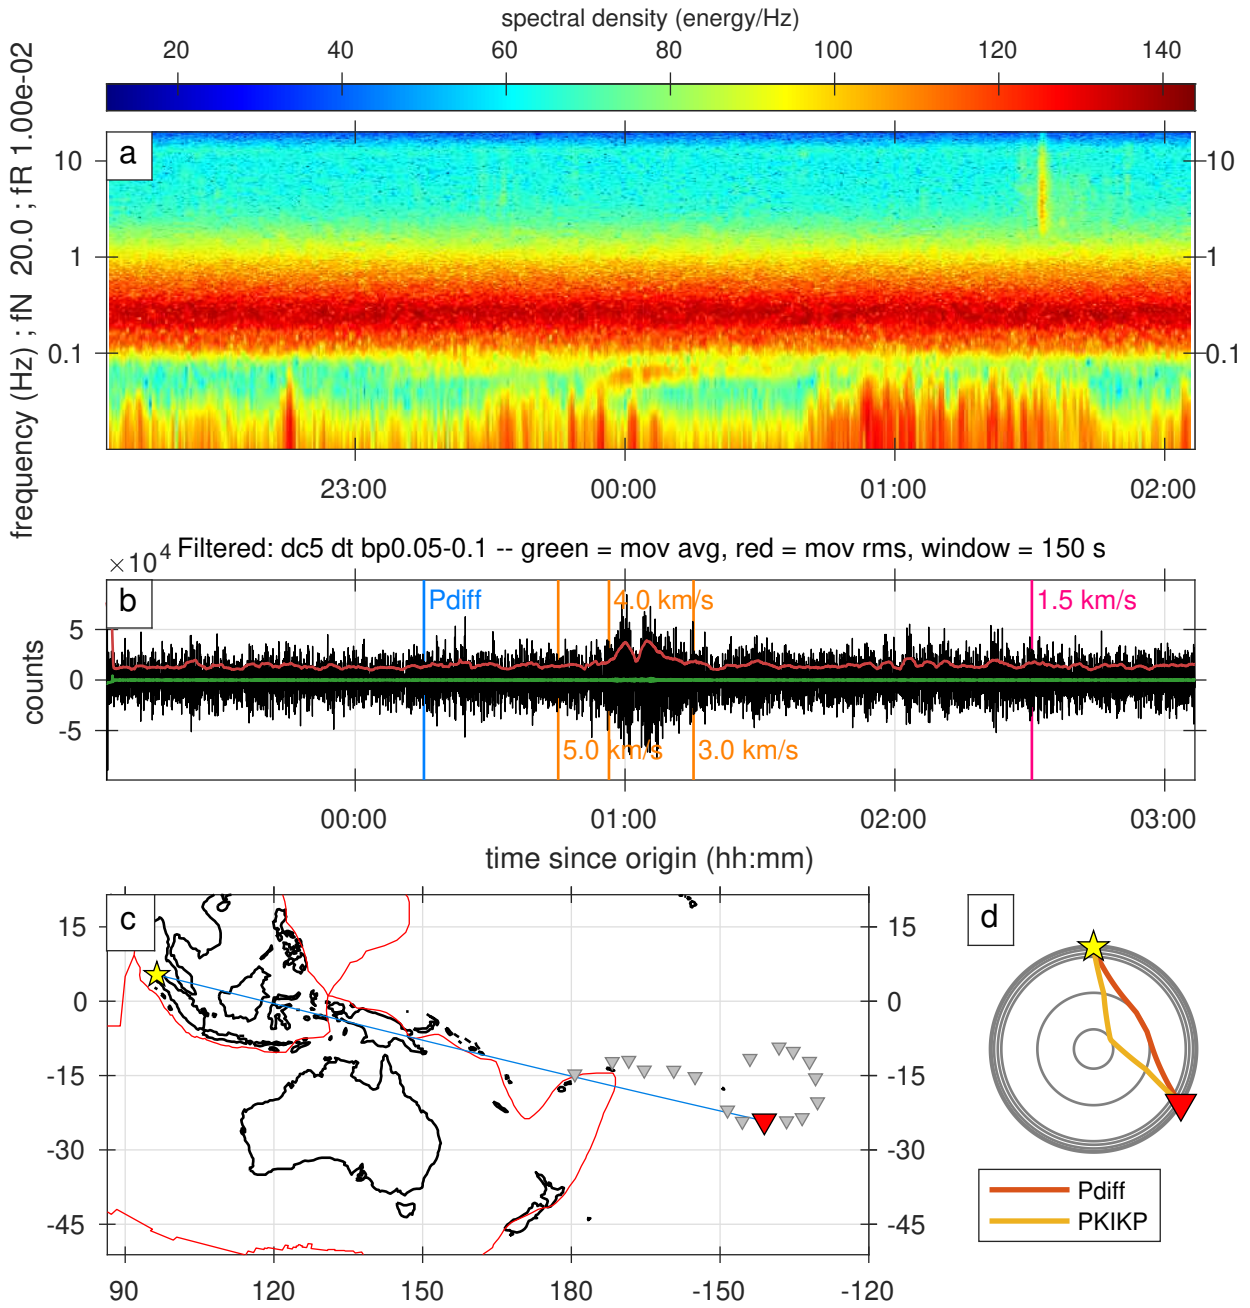 spectral density (energy/Hz)
20 40 60 80 100 120 140
frequency (Hz) ; fN 20.0 ; fR 1.00e-02
a
10 10
1 1
0.1 0.1
23:00 00:00 01:00 02:00
×10⁴ Filtered: dc5 dt bp0.05-0.1 -- green = mov avg, red = mov rms, window = 150 s
b
Pdiff 4.0 km/s 1.5 km/s
5
counts
0
-5
5.0 km/s 3.0 km/s
00:00 01:00 02:00 03:00
time since origin (hh:mm)
c d
15 15
0 0
-15 -15
-30 -30
-45 -45
90 120 150 180 -150 -120
Pdiff
PKIKP